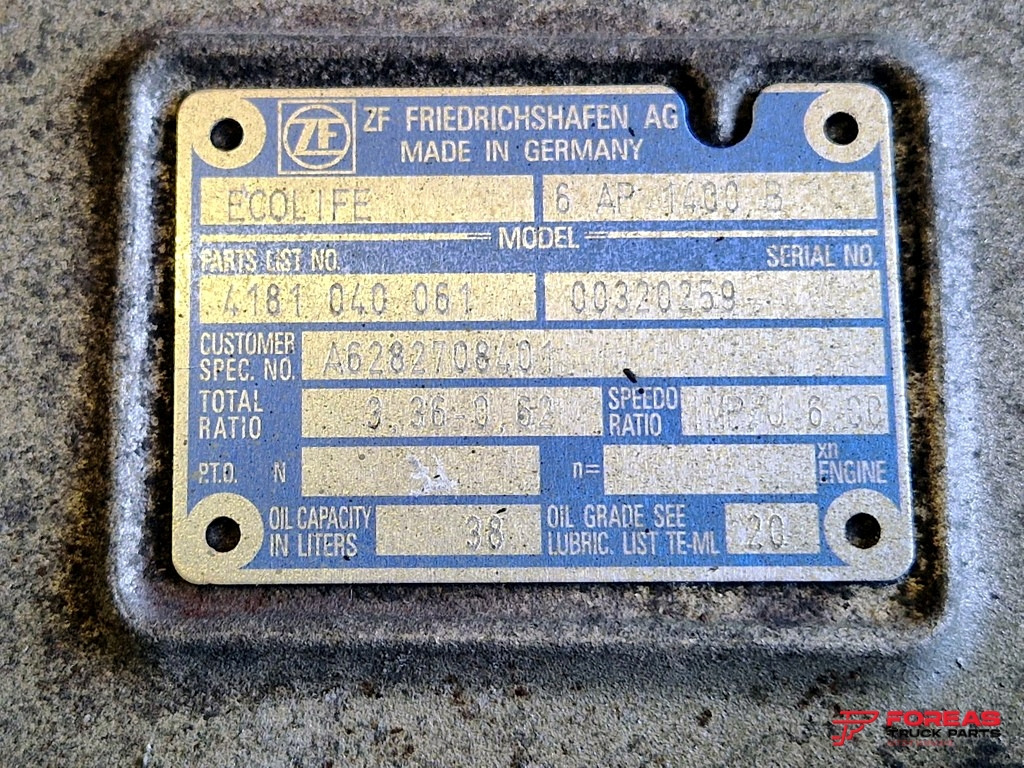 ZF ZF FRIEDRICHSHAFEN AG
MADE IN GERMANY
ECOLIFE 6 AP 1400 B
MODEL
PARTS LIST NO. SERIAL NO.
4181 040 061 00320259
CUSTOMER SPEC. NO. A6282708401
TOTAL RATIO 3,36-0,62 SPEEDO RATIO
P.T.O. N n= xn ENGINE
OIL CAPACITY IN LITERS 38 OIL GRADE SEE LUBRIC. LIST TE-ML 20
FOREAS
TRUCK PARTS